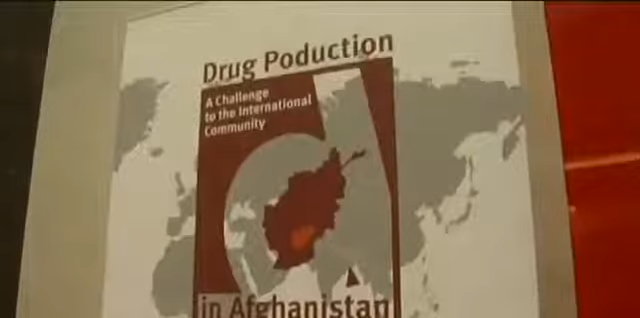 Drug Poduction
A Challenge
to the International
Community
in Afghanistan